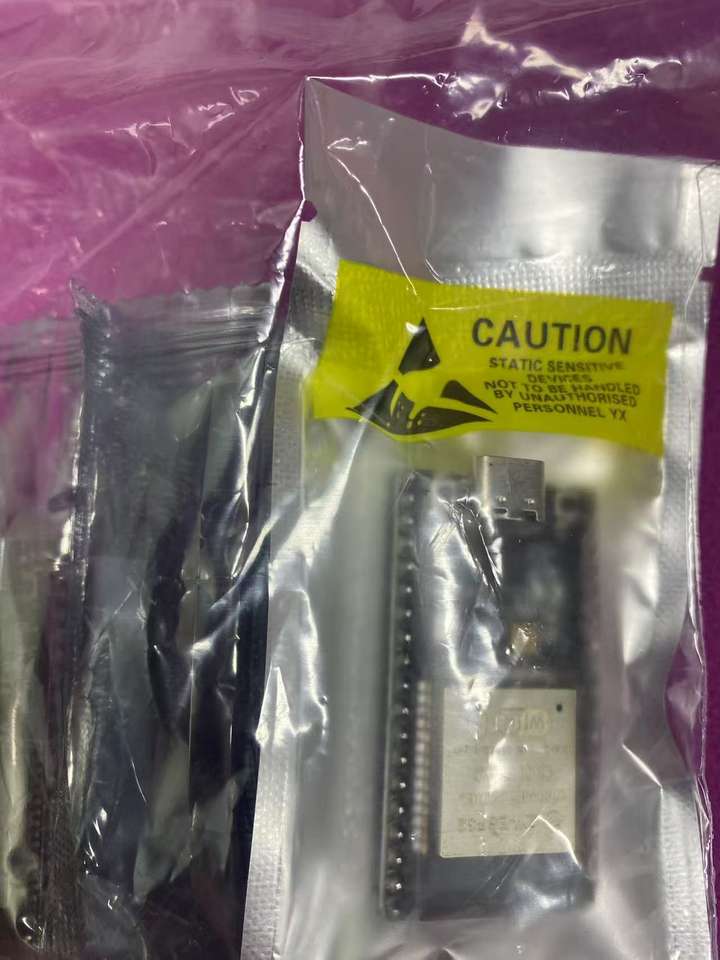 CAUTION
STATIC SENSITIVE
DEVICES
NOT TO BE HANDLED
BY UNAUTHORISED
PERSONNEL YX